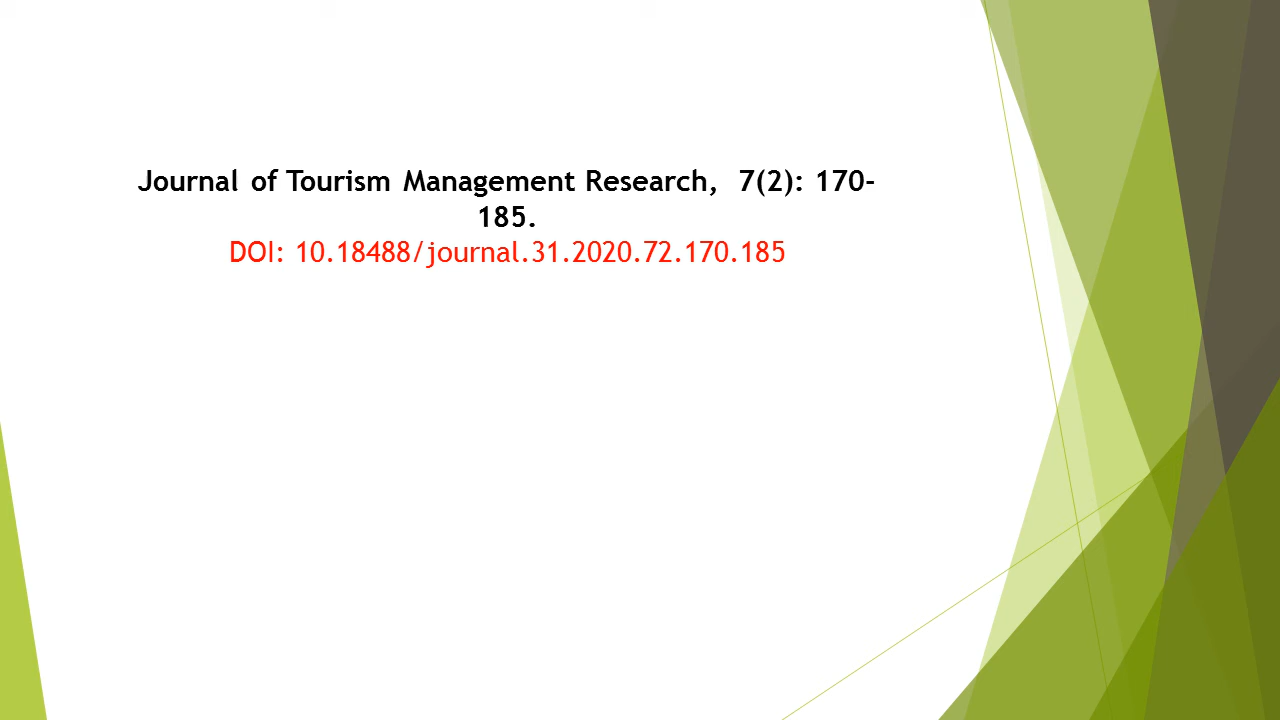 Journal of Tourism Management Research, 7(2): 170-
185.
DOI: 10.18488/journal.31.2020.72.170.185